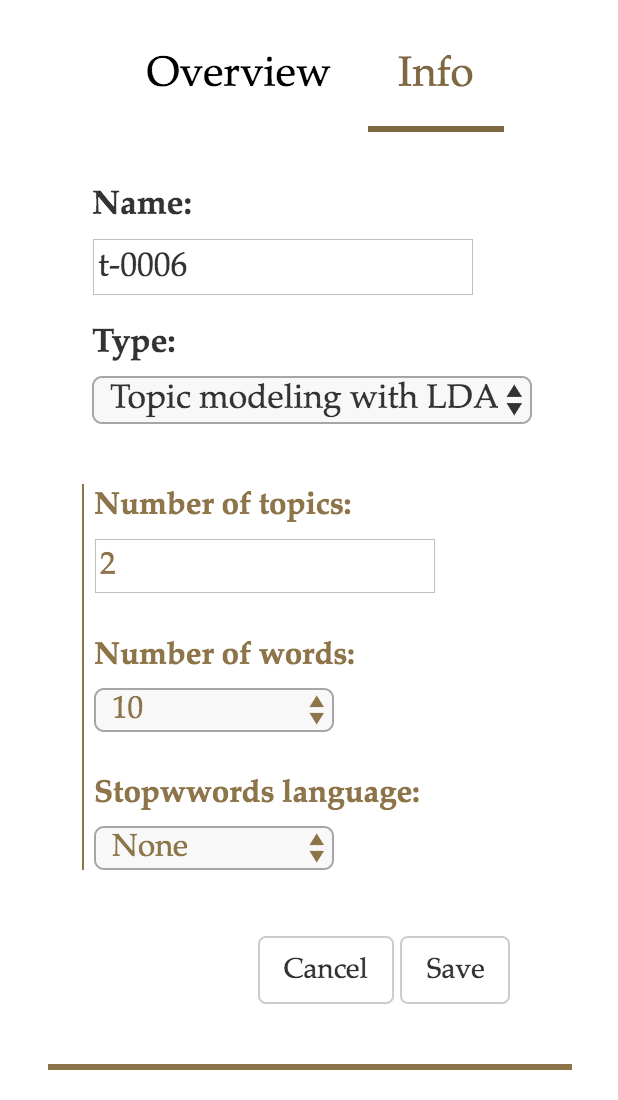 Overview Info
Name:
t-0006
Type:
Topic modeling with LDA
Number of topics:
2
Number of words:
10
Stopwwords language:
None
Cancel Save